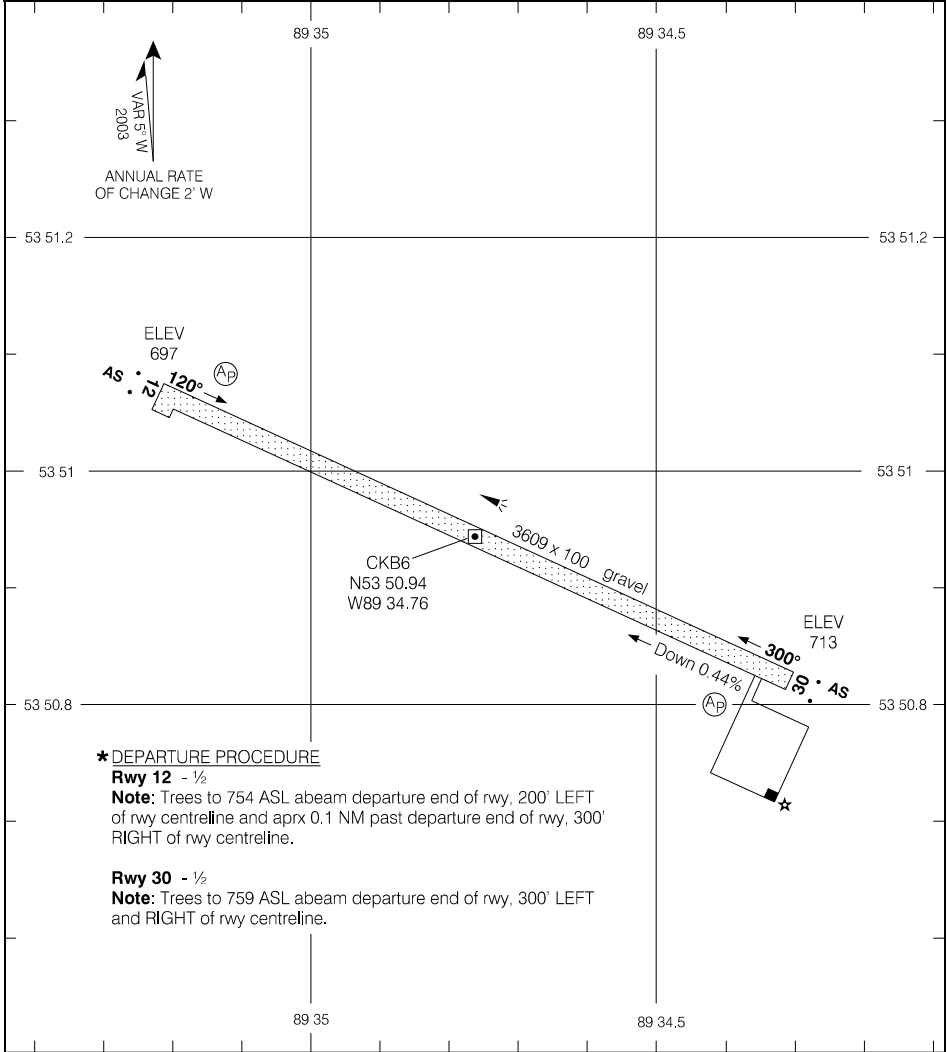 89 35
89 34.5
VAR 5° W
2003
ANNUAL RATE
OF CHANGE 2' W
53 51.2
53 51.2
ELEV
697
AS
12
120°
AP
53 51
53 51
3609 x 100 gravel
CKB6
N53 50.94
W89 34.76
ELEV
713
300°
Down 0.44%
30
AS
AP
53 50.8
53 50.8
* DEPARTURE PROCEDURE
Rwy 12 - ½
Note: Trees to 754 ASL abeam departure end of rwy, 200' LEFT
of rwy centreline and aprx 0.1 NM past departure end of rwy, 300'
RIGHT of rwy centreline.
Rwy 30 - ½
Note: Trees to 759 ASL abeam departure end of rwy, 300' LEFT
and RIGHT of rwy centreline.
89 35
89 34.5